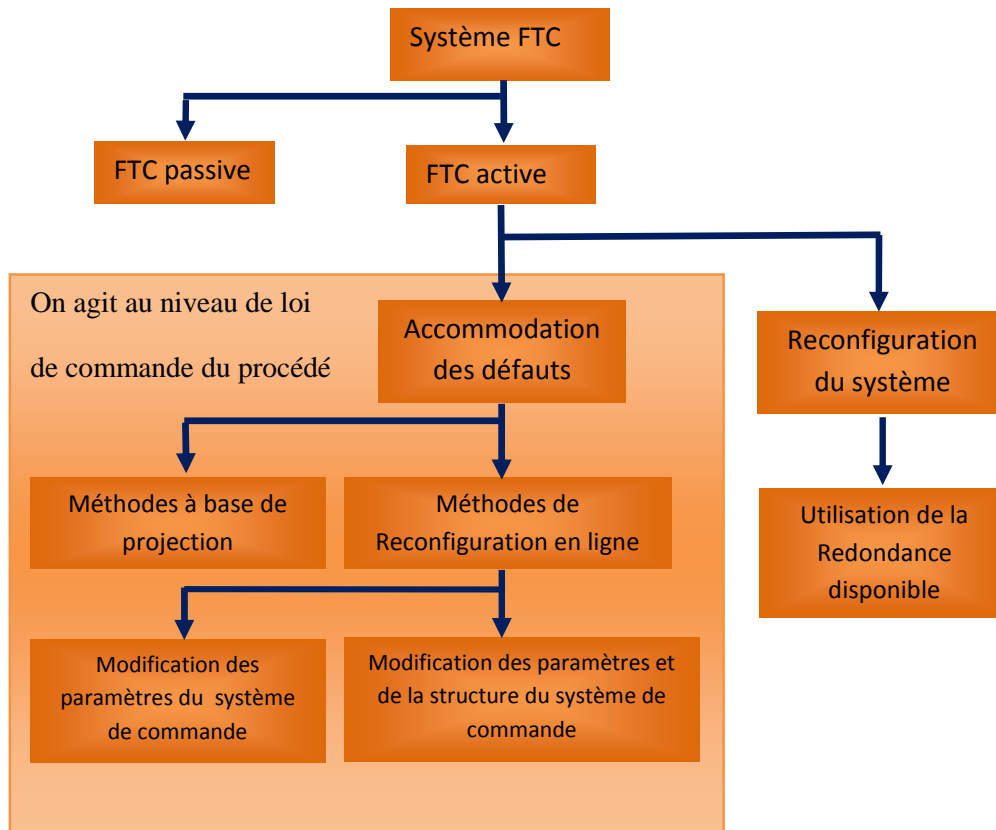 Système FTC
FTC passive
FTC active
On agit au niveau de loi
de commande du procédé
Accommodation
des défauts
Reconfiguration
du système
Méthodes à base de
projection
Méthodes de
Reconfiguration en ligne
Utilisation de la
Redondance
disponible
Modification des
paramètres du système
de commande
Modification des paramètres et
de la structure du système de
commande